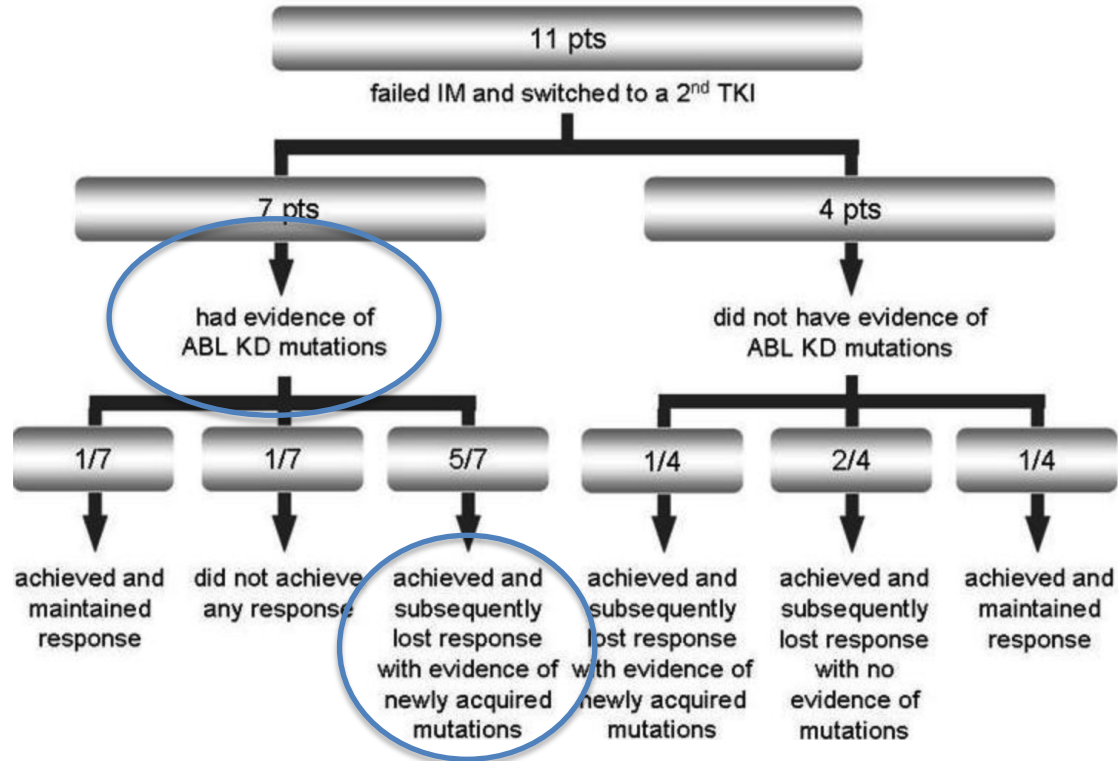 11 pts
failed IM and switched to a 2nd TKI
7 pts
4 pts
had evidence of
ABL KD mutations
did not have evidence of
ABL KD mutations
1/7
1/7
5/7
1/4
2/4
1/4
achieved and
maintained
response
did not achieve
any response
achieved and
subsequently
lost response
with evidence of
newly acquired
mutations
achieved and
subsequently
lost response
with evidence of
newly acquired
mutations
achieved and
subsequently
lost response
with no
evidence of
mutations
achieved and
maintained
response